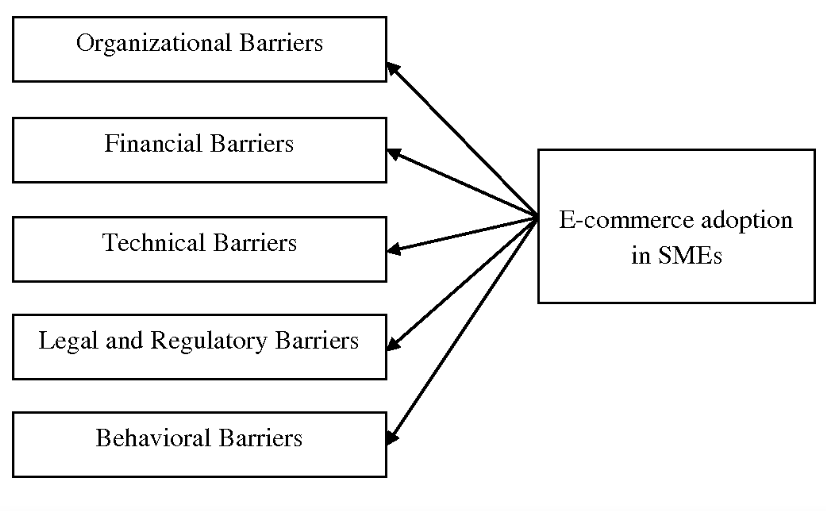 Organizational Barriers
Financial Barriers
Technical Barriers
Legal and Regulatory Barriers
Behavioral Barriers
E-commerce adoption
in SMEs